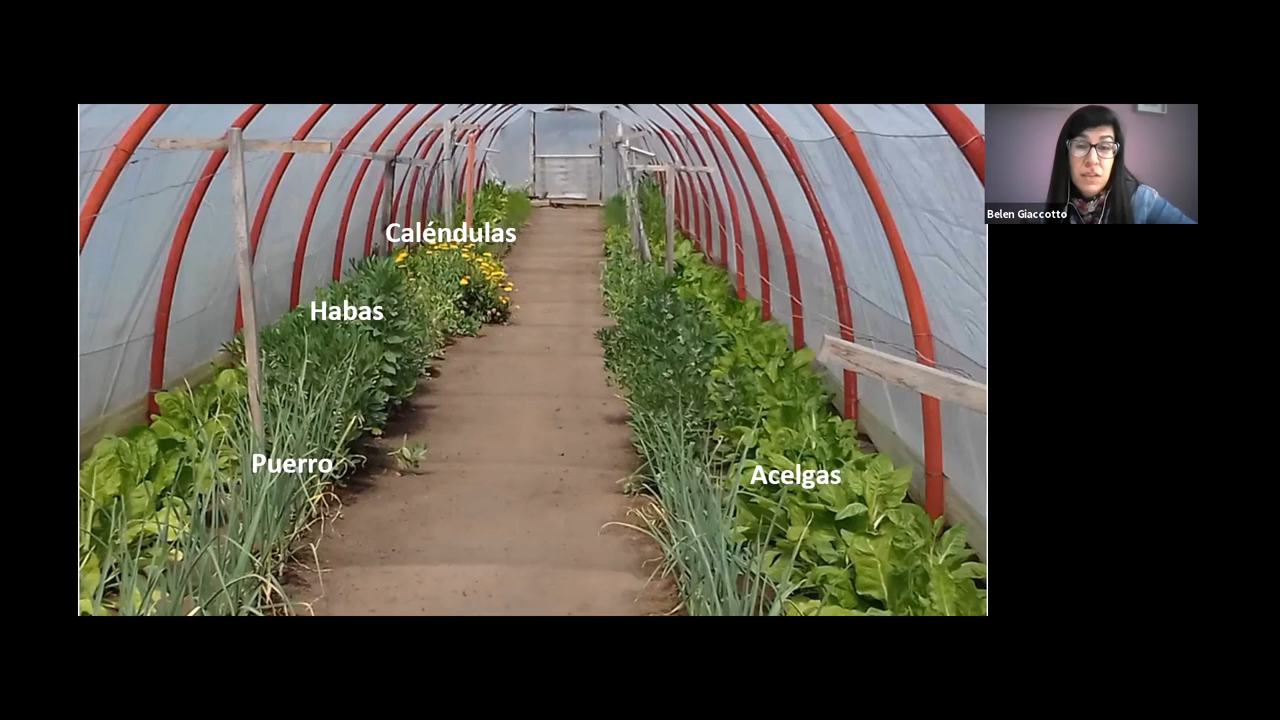 Belen Giaccotto
Caléndulas
Habas
Puerro
Acelgas